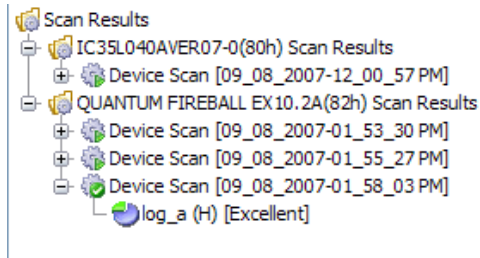 Scan Results
IC35L040AVER07-0(80h) Scan Results
Device Scan [09_08_2007-12_00_57 PM]
QUANTUM FIREBALL EX10.2A(82h) Scan Results
Device Scan [09_08_2007-01_53_30 PM]
Device Scan [09_08_2007-01_55_27 PM]
Device Scan [09_08_2007-01_58_03 PM]
log_a (H) [Excellent]